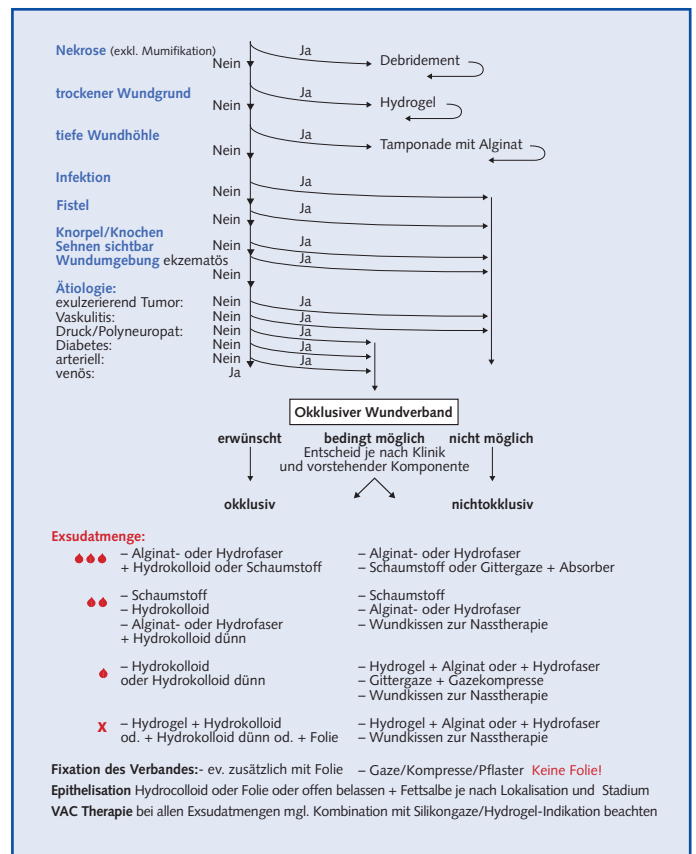 Nekrose (exkl. Mumifikation)
Ja
Nein
Debridement
trockener Wundgrund
Ja
Nein
Hydrogel
tiefe Wundhöhle
Ja
Nein
Tamponade mit Alginat
Infektion
Ja
Nein
Fistel
Ja
Nein
Knorpel/Knochen
Sehnen sichtbar
Ja
Nein
Wundumgebung ekzematös
Ja
Nein
Ätiologie:
exulzerierend Tumor: Nein Ja
Vaskulitis: Nein Ja
Druck/Polyneuropat: Nein Ja
Diabetes: Nein Ja
arteriell: Nein Ja
venös: Ja
Okklusiver Wundverband
erwünscht bedingt möglich nicht möglich
Entscheid je nach Klinik
und vorstehender Komponente
okklusiv nichtokklusiv
Exsudatmenge:
– Alginat- oder Hydrofaser – Alginat- oder Hydrofaser
+ Hydrokolloid oder Schaumstoff – Schaumstoff oder Gittergaze + Absorber
– Schaumstoff – Schaumstoff
– Hydrokolloid – Alginat- oder Hydrofaser
– Alginat- oder Hydrofaser – Wundkissen zur Nasstherapie
+ Hydrokolloid dünn
– Hydrokolloid – Hydrogel + Alginat oder + Hydrofaser
oder Hydrokolloid dünn – Gittergaze + Gazekompresse
– Wundkissen zur Nasstherapie
x – Hydrogel + Hydrokolloid – Hydrogel + Alginat oder + Hydrofaser
od. + Hydrokolloid dünn od. + Folie – Wundkissen zur Nasstherapie
Fixation des Verbandes:- ev. zusätzlich mit Folie – Gaze/Kompresse/Pflaster Keine Folie!
Epithelisation Hydrocolloid oder Folie oder offen belassen + Fettsalbe je nach Lokalisation und Stadium
VAC Therapie bei allen Exsudatmengen mgl. Kombination mit Silikongaze/Hydrogel-Indikation beachten